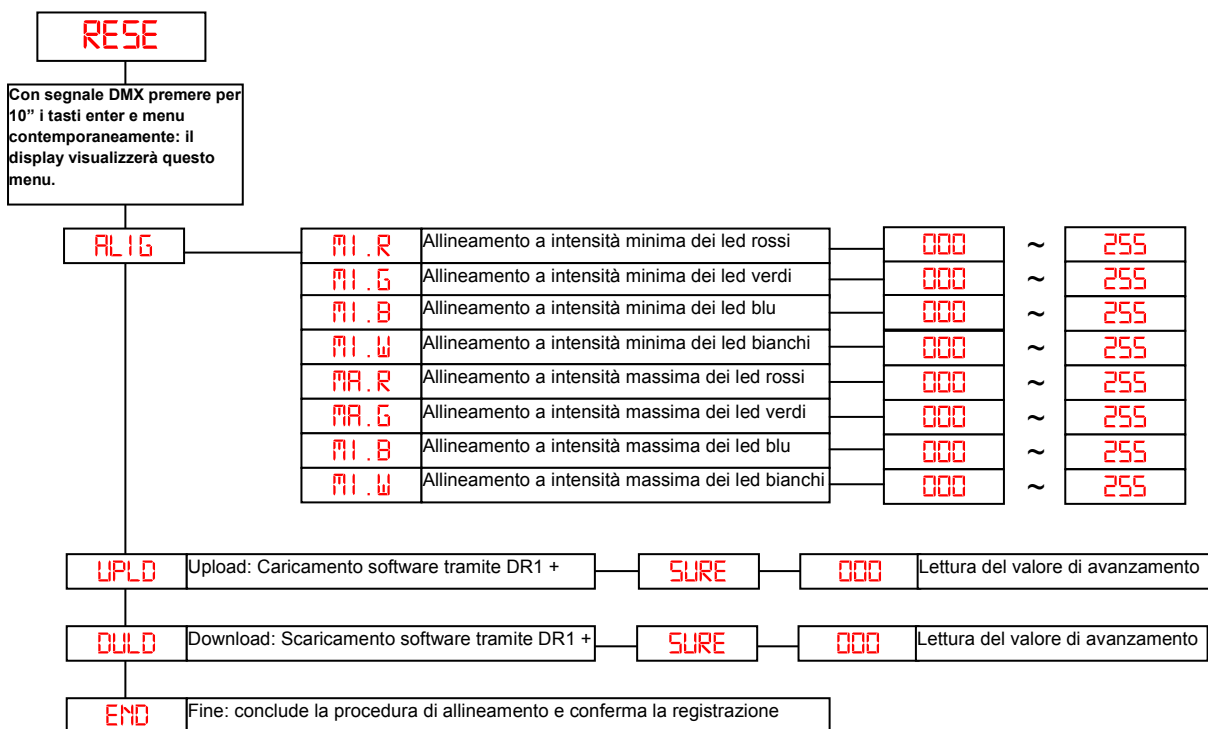 RESE
Con segnale DMX premere per
10” i tasti enter e menu
contemporaneamente: il
display visualizzerà questo
menu.
ALIG MI.R Allineamento a intensità minima dei led rossi 000 ~ 255
MI.G Allineamento a intensità minima dei led verdi 000 ~ 255
MI.B Allineamento a intensità minima dei led blu 000 ~ 255
MI.W Allineamento a intensità minima dei led bianchi 000 ~ 255
MA.R Allineamento a intensità massima dei led rossi 000 ~ 255
MA.G Allineamento a intensità massima dei led verdi 000 ~ 255
MI.B Allineamento a intensità massima dei led blu 000 ~ 255
MI.W Allineamento a intensità massima dei led bianchi 000 ~ 255
UPLD Upload: Caricamento software tramite DR1 + SURE 000 Lettura del valore di avanzamento
DULD Download: Scaricamento software tramite DR1 + SURE 000 Lettura del valore di avanzamento
END Fine: conclude la procedura di allineamento e conferma la registrazione